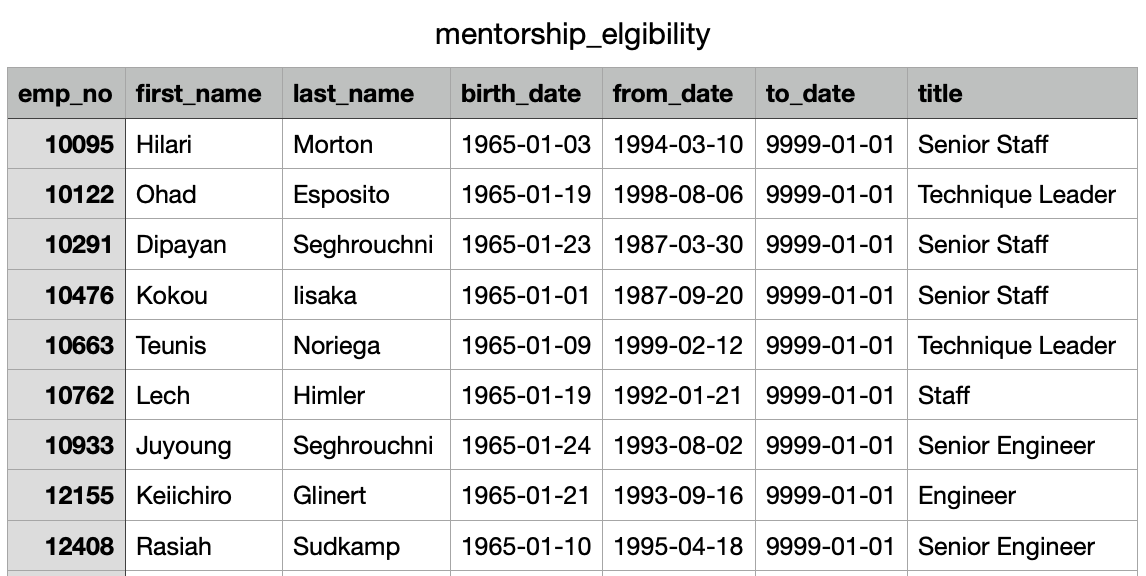 mentorship_elgibility
emp_no first_name last_name birth_date from_date to_date title
10095 Hilari Morton 1965-01-03 1994-03-10 9999-01-01 Senior Staff
10122 Ohad Esposito 1965-01-19 1998-08-06 9999-01-01 Technique Leader
10291 Dipayan Seghrouchni 1965-01-23 1987-03-30 9999-01-01 Senior Staff
10476 Kokou Iisaka 1965-01-01 1987-09-20 9999-01-01 Senior Staff
10663 Teunis Noriega 1965-01-09 1999-02-12 9999-01-01 Technique Leader
10762 Lech Himler 1965-01-19 1992-01-21 9999-01-01 Staff
10933 Juyoung Seghrouchni 1965-01-24 1993-08-02 9999-01-01 Senior Engineer
12155 Keiichiro Glinert 1965-01-21 1993-09-16 9999-01-01 Engineer
12408 Rasiah Sudkamp 1965-01-10 1995-04-18 9999-01-01 Senior Engineer